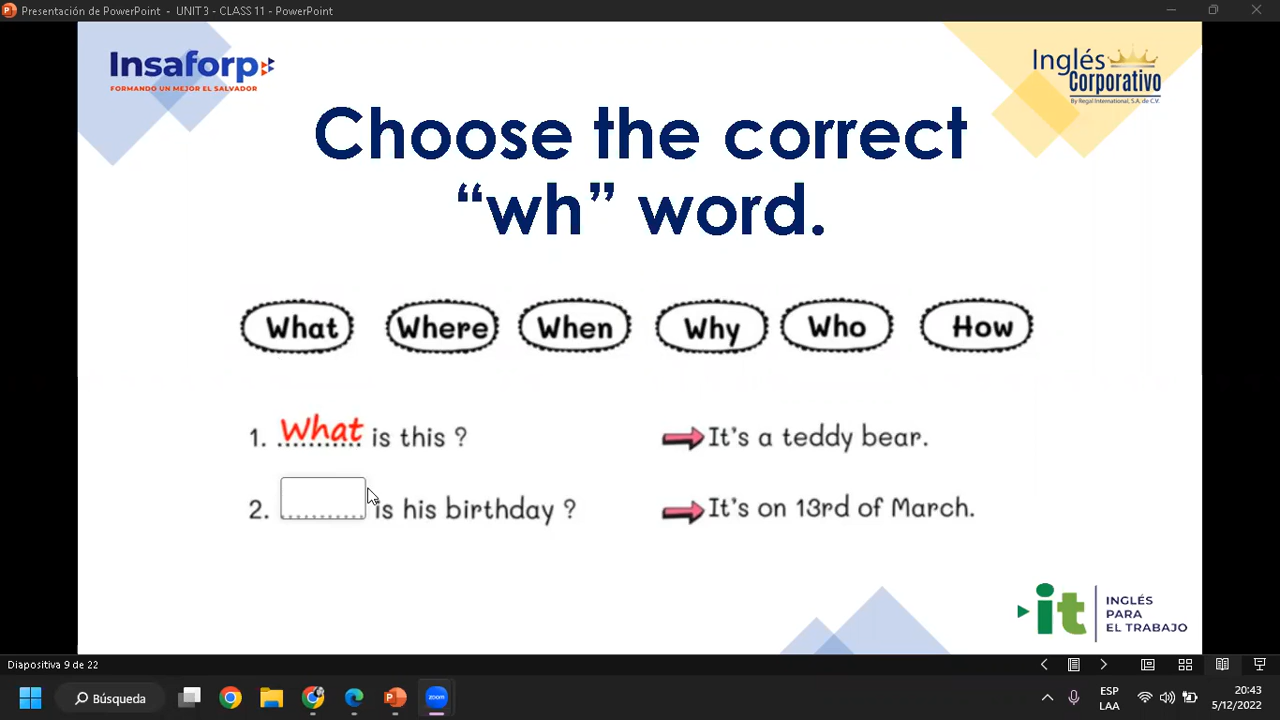 Presentación de PowerPoint - UNIT 3 - CLASS 11 - PowerPoint
Insaforp
FORMANDO UN MEJOR EL SALVADOR
Inglés
Corporativo
By Regal International, S.A. de C.V.
Choose the correct
“wh” word.
What Where When Why Who How
1. What is this ? It's a teddy bear.
2. .......... is his birthday ? It's on 13rd of March.
it INGLÉS
PARA
EL TRABAJO
Diapositiva 9 de 22
Búsqueda
zoom
ESP
LAA
20:43
5/12/2022